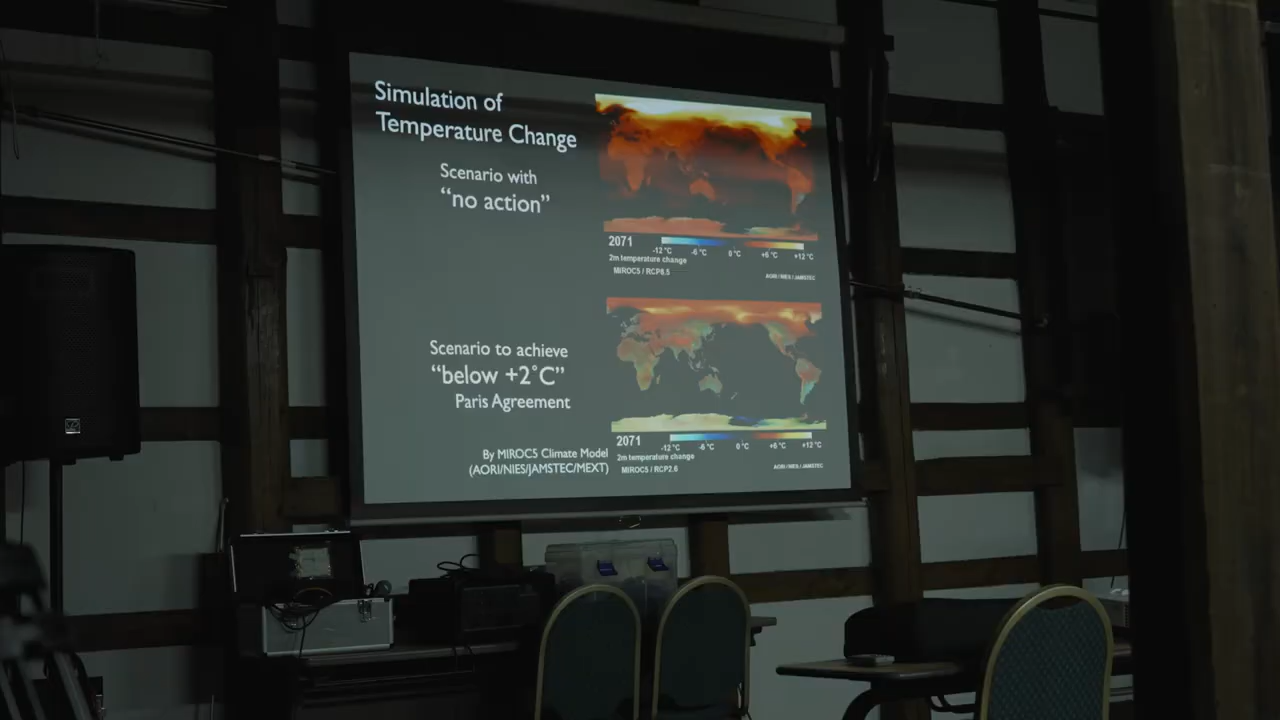 Simulation of
Temperature Change
Scenario with
“no action”
2071
-12 °C
-6 °C
0 °C
+6 °C
+12 °C
2m temperature change
MIROC5 / RCP8.5
AORI / NIES / JAMSTEC
Scenario to achieve
“below +2˚C”
Paris Agreement
2071
-12 °C
-6 °C
0 °C
+6 °C
+12 °C
2m temperature change
MIROC5 / RCP2.6
AORI / NIES / JAMSTEC
By MIROC5 Climate Model
(AORI/NIES/JAMSTEC/MEXT)